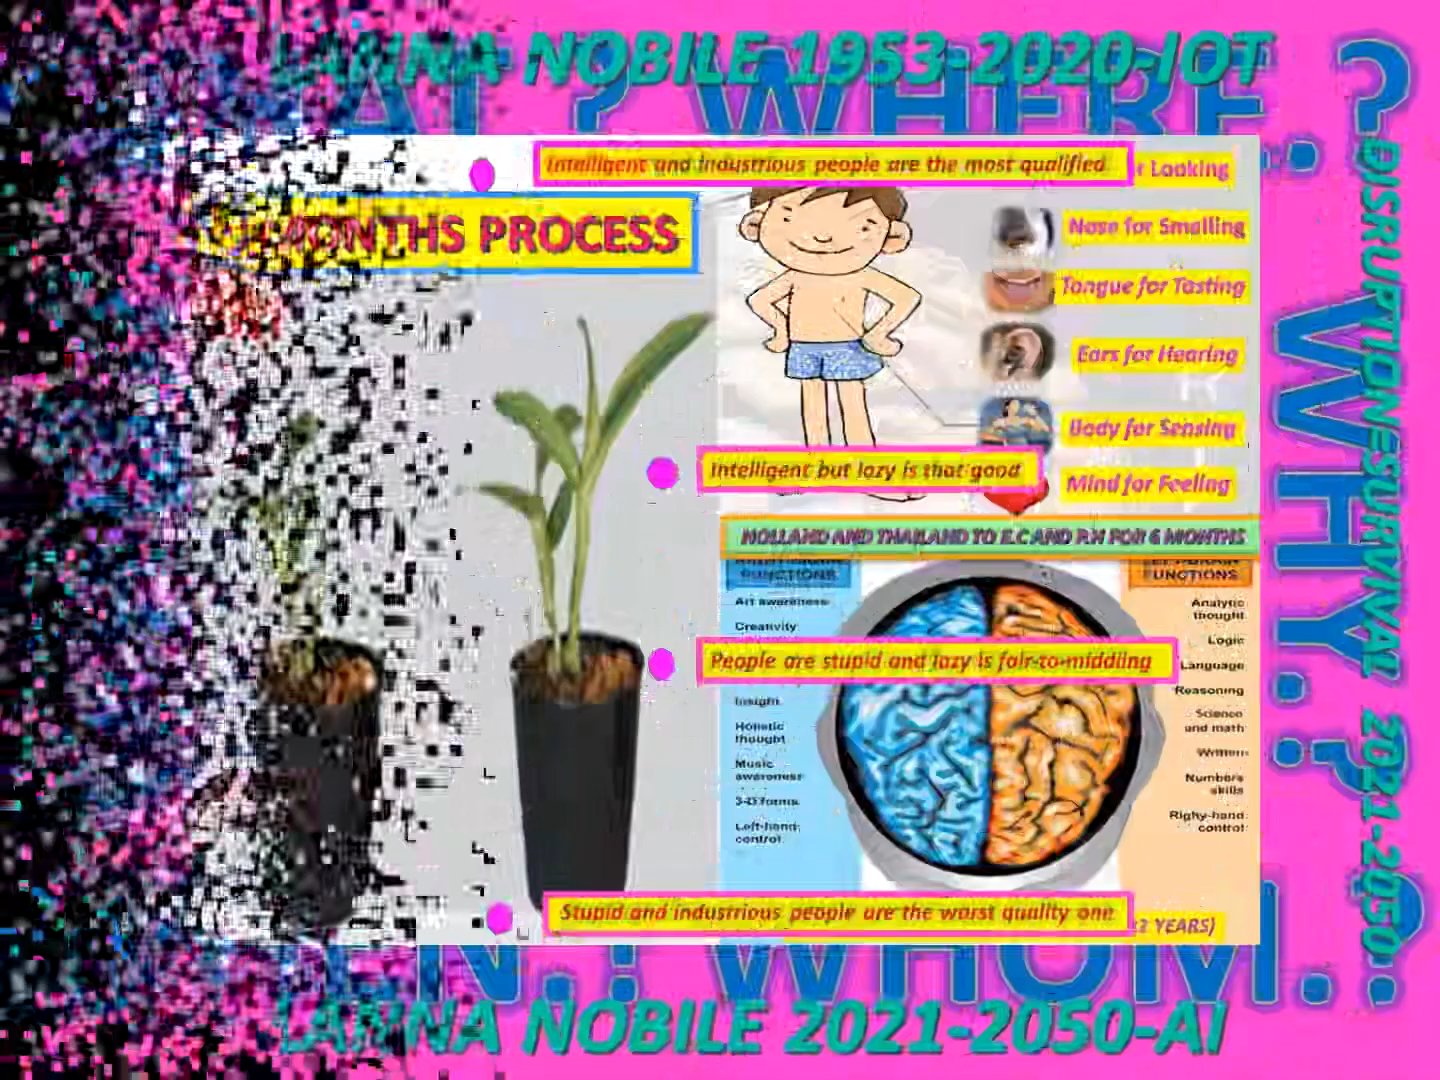 LANNA NOBILE 1953-2020-IOT
? WHERE. ?
Intelligent and industrious people are the most qualified
r Looking
MONTHS PROCESS
Nose for Smalling
Tongue for Tasting
Ears for Hearing
Body for Sensing
Intelligent but lazy is that good
Mind for Feeling
HOLLAND AND THAILAND TO E.C AND R.H FOR 6 MONTHS
FUNCTIONS
FUNCTIONS
Art awareness
Creativity
Analytic
thought
Logic
People are stupid and lazy is fair-to-middling
Language
Insight
Reasoning
Holistic
thought
Science
and math
Music
awareness
Written
3-D forms
Numbers
skills
Left-hand
control
Righy-hand
control
Stupid and industrious people are the worst quality one
YEARS)
WHOM.
LANNA NOBILE 2021-2050-AI
WHY. ?
DISRUPTIONESURVIVAL 2021-2050